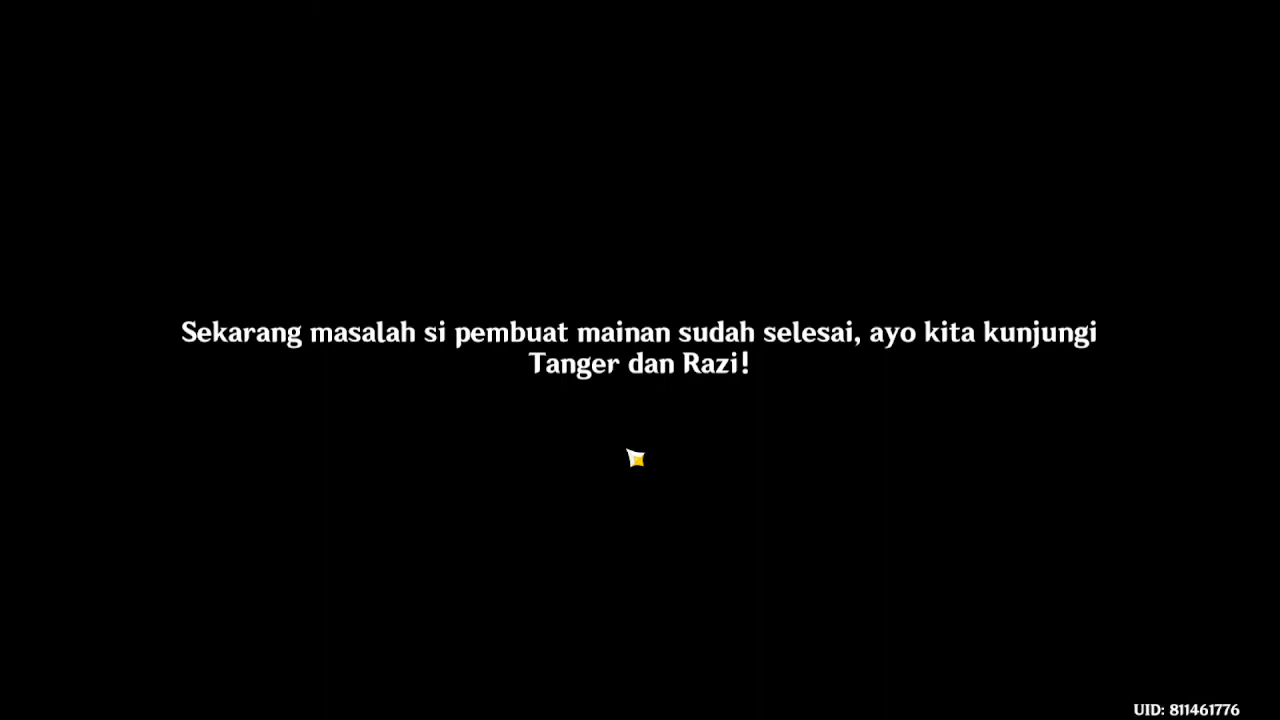 Sekarang masalah si pembuat mainan sudah selesai, ayo kita kunjungi
Tanger dan Razi!
UID: 811461776